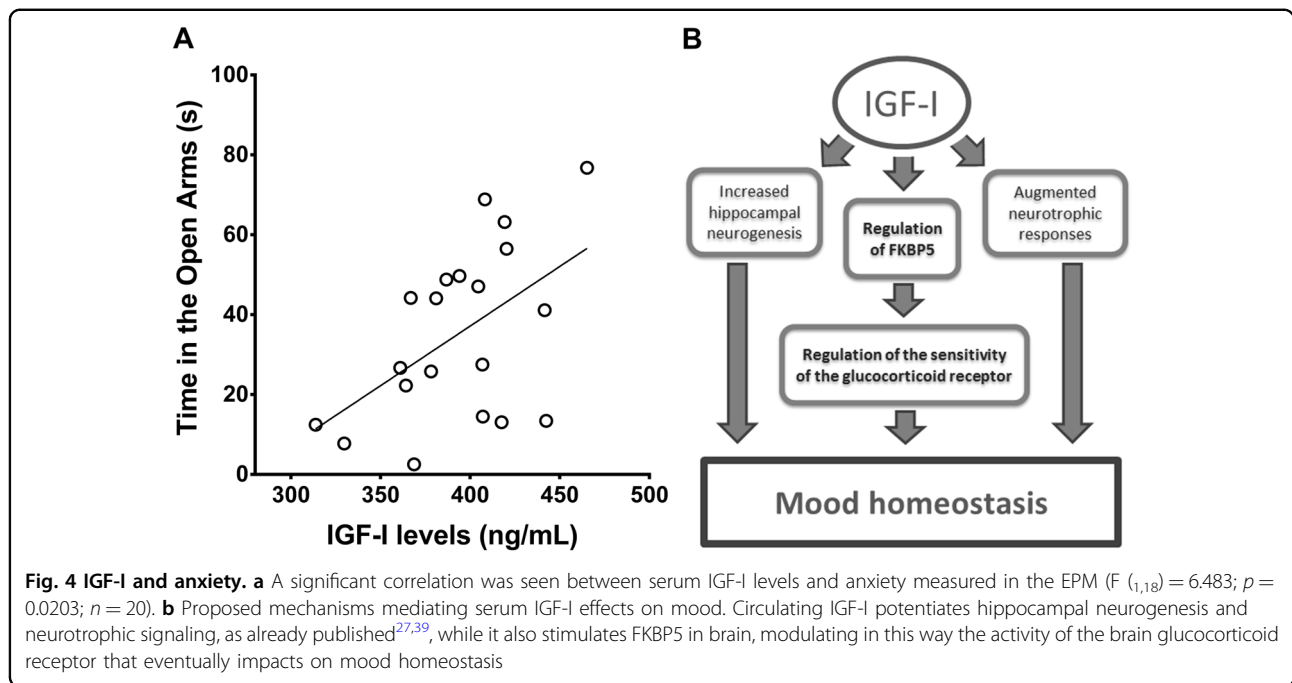 A
Time in the Open Arms (s)
100
80
60
40
20
0
300 350 400 450 500
IGF-I levels (ng/mL)
B
IGF-I
Increased
hippocampal
neurogenesis
Regulation
of FKBP5
Augmented
neurotrophic
responses
Regulation of the sensitivity
of the glucocorticoid receptor
Mood homeostasis
Fig. 4 IGF-I and anxiety. a A significant correlation was seen between serum IGF-I levels and anxiety measured in the EPM (F (1,18) = 6.483; p =
0.0203; n = 20). b Proposed mechanisms mediating serum IGF-I effects on mood. Circulating IGF-I potentiates hippocampal neurogenesis and
neurotrophic signaling, as already published27,39, while it also stimulates FKBP5 in brain, modulating in this way the activity of the brain glucocorticoid
receptor that eventually impacts on mood homeostasis